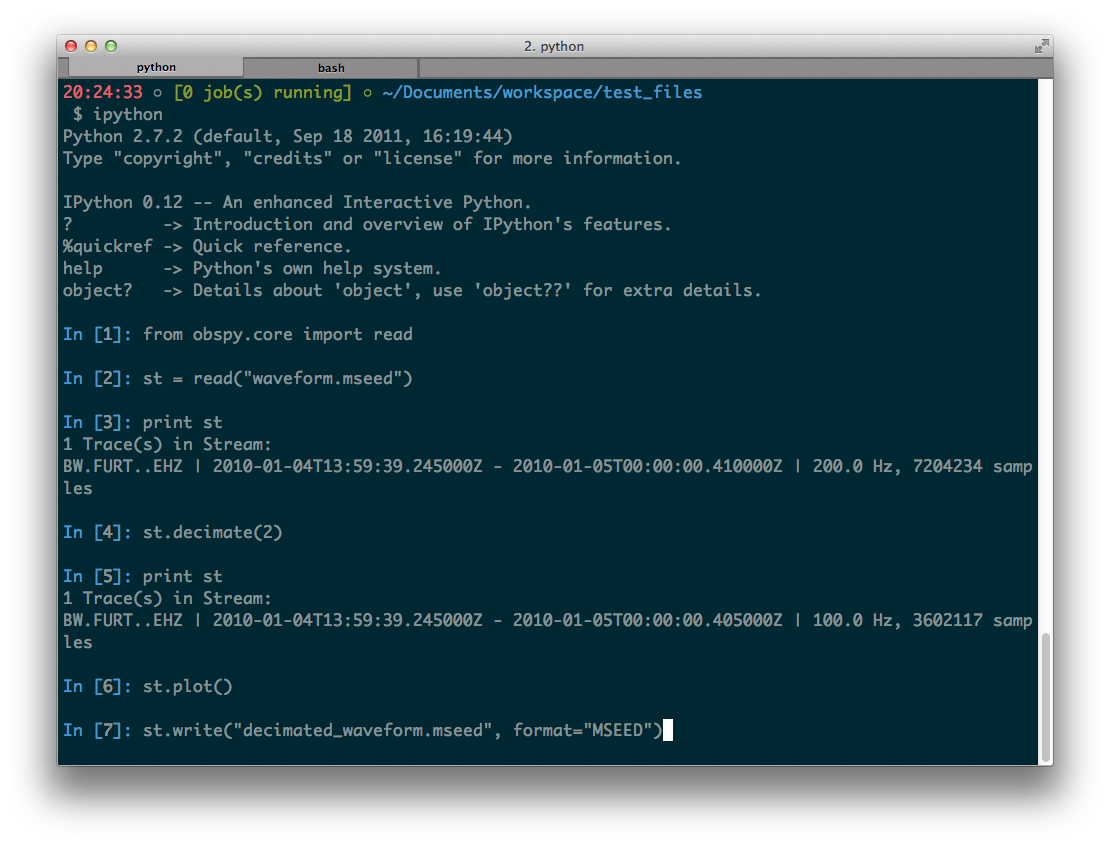 2. python
python bash
20:24:33 ○ [0 job(s) running] ○ ~/Documents/workspace/test_files
$ ipython
Python 2.7.2 (default, Sep 18 2011, 16:19:44)
Type "copyright", "credits" or "license" for more information.
IPython 0.12 -- An enhanced Interactive Python.
?         -> Introduction and overview of IPython's features.
%quickref -> Quick reference.
help      -> Python's own help system.
object?   -> Details about 'object', use 'object??' for extra details.
In [1]: from obspy.core import read
In [2]: st = read("waveform.mseed")
In [3]: print st
1 Trace(s) in Stream:
BW.FURT..EHZ | 2010-01-04T13:59:39.245000Z - 2010-01-05T00:00:00.410000Z | 200.0 Hz, 7204234 samp
les
In [4]: st.decimate(2)
In [5]: print st
1 Trace(s) in Stream:
BW.FURT..EHZ | 2010-01-04T13:59:39.245000Z - 2010-01-05T00:00:00.405000Z | 100.0 Hz, 3602117 samp
les
In [6]: st.plot()
In [7]: st.write("decimated_waveform.mseed", format="MSEED")